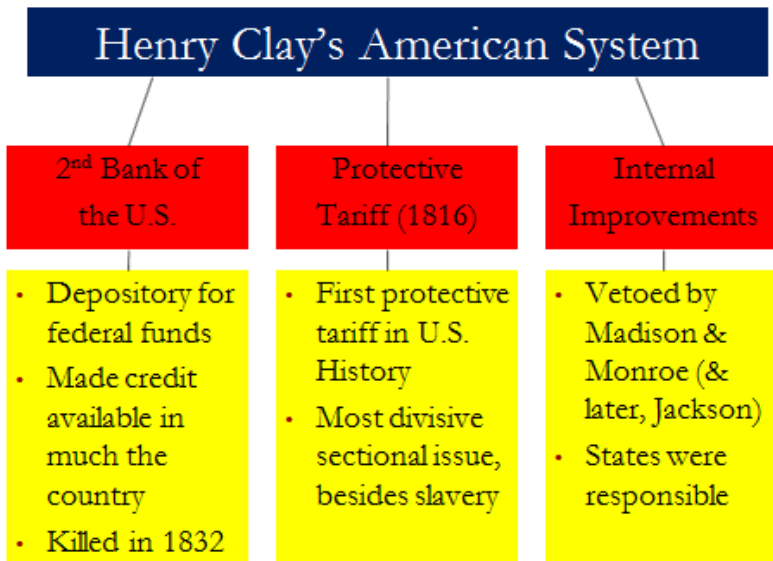 Henry Clay's American System
2nd Bank of
the U.S.
• Depository for
federal funds
• Made credit
available in
much the
country
• Killed in 1832
Protective
Tariff (1816)
• First protective
tariff in U.S.
History
• Most divisive
sectional issue,
besides slavery
Internal
Improvements
• Vetoed by
Madison &
Monroe (&
later, Jackson)
• States were
responsible